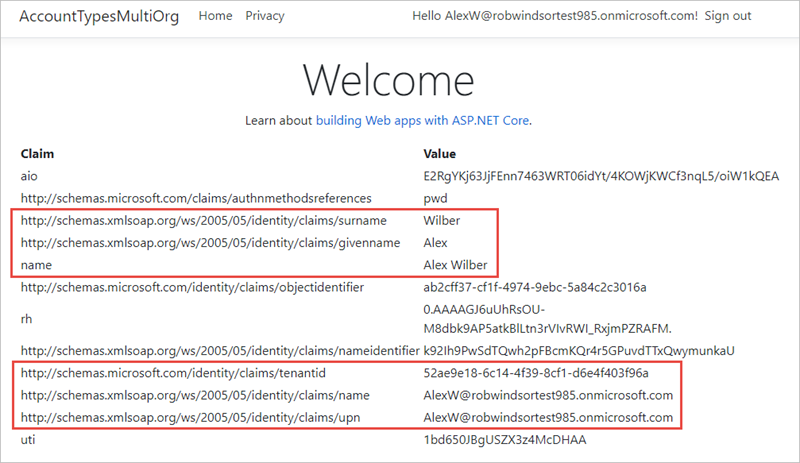 AccountTypesMultiOrg Home Privacy Hello AlexW@robwindsortest985.onmicrosoft.com! Sign out
Welcome
Learn about building Web apps with ASP.NET Core.
Claim Value
aio E2RgYKj63JjFEnn7463WRT06idYt/4KOWjKWCf3nqL5/oiW1kQEA
http://schemas.microsoft.com/claims/authnmethodsreferences pwd
http://schemas.xmlsoap.org/ws/2005/05/identity/claims/surname Wilber
http://schemas.xmlsoap.org/ws/2005/05/identity/claims/givenname Alex
name Alex Wilber
http://schemas.microsoft.com/identity/claims/objectidentifier ab2cff37-cf1f-4974-9ebc-5a84c2c3016a
rh 0.AAAAGJ6uUhRsOU-
M8dbk9AP5atkBlLtn3rVIvRWI_RxjmPZRAFM.
http://schemas.xmlsoap.org/ws/2005/05/identity/claims/nameidentifier k92Ih9PwSdTQwh2pFBcmKQr4r5GPuvdTTxQwymunkaU
http://schemas.microsoft.com/identity/claims/tenantid 52ae9e18-6c14-4f39-8cf1-d6e4f403f96a
http://schemas.xmlsoap.org/ws/2005/05/identity/claims/name AlexW@robwindsortest985.onmicrosoft.com
http://schemas.xmlsoap.org/ws/2005/05/identity/claims/upn AlexW@robwindsortest985.onmicrosoft.com
uti 1bd650JBgUSZX3z4McDHAA